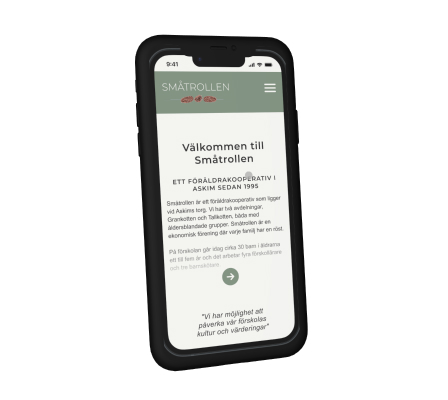 9:41
SMÅTROLLEN
Välkommen till
Småtrollen
ETT FÖRÄLDRAKOOPERATIV I
ASKIM SEDAN 1995
Småtrollen är ett föräldrakooperativ som ligger
vid Askims torg. Vi har två avdelningar,
Grankotten och Tallkotten, båda med
åldersblandade grupper. Småtrollen är en
ekonomisk förening där varje familj har en röst.
På förskolan går idag cirka 30 barn i åldrarna
ett till fem år och det arbetar fyra förskollärare
och tre barnskötare
"Vi har möjlighet att
påverka vår förskolas
kultur och värderingar"